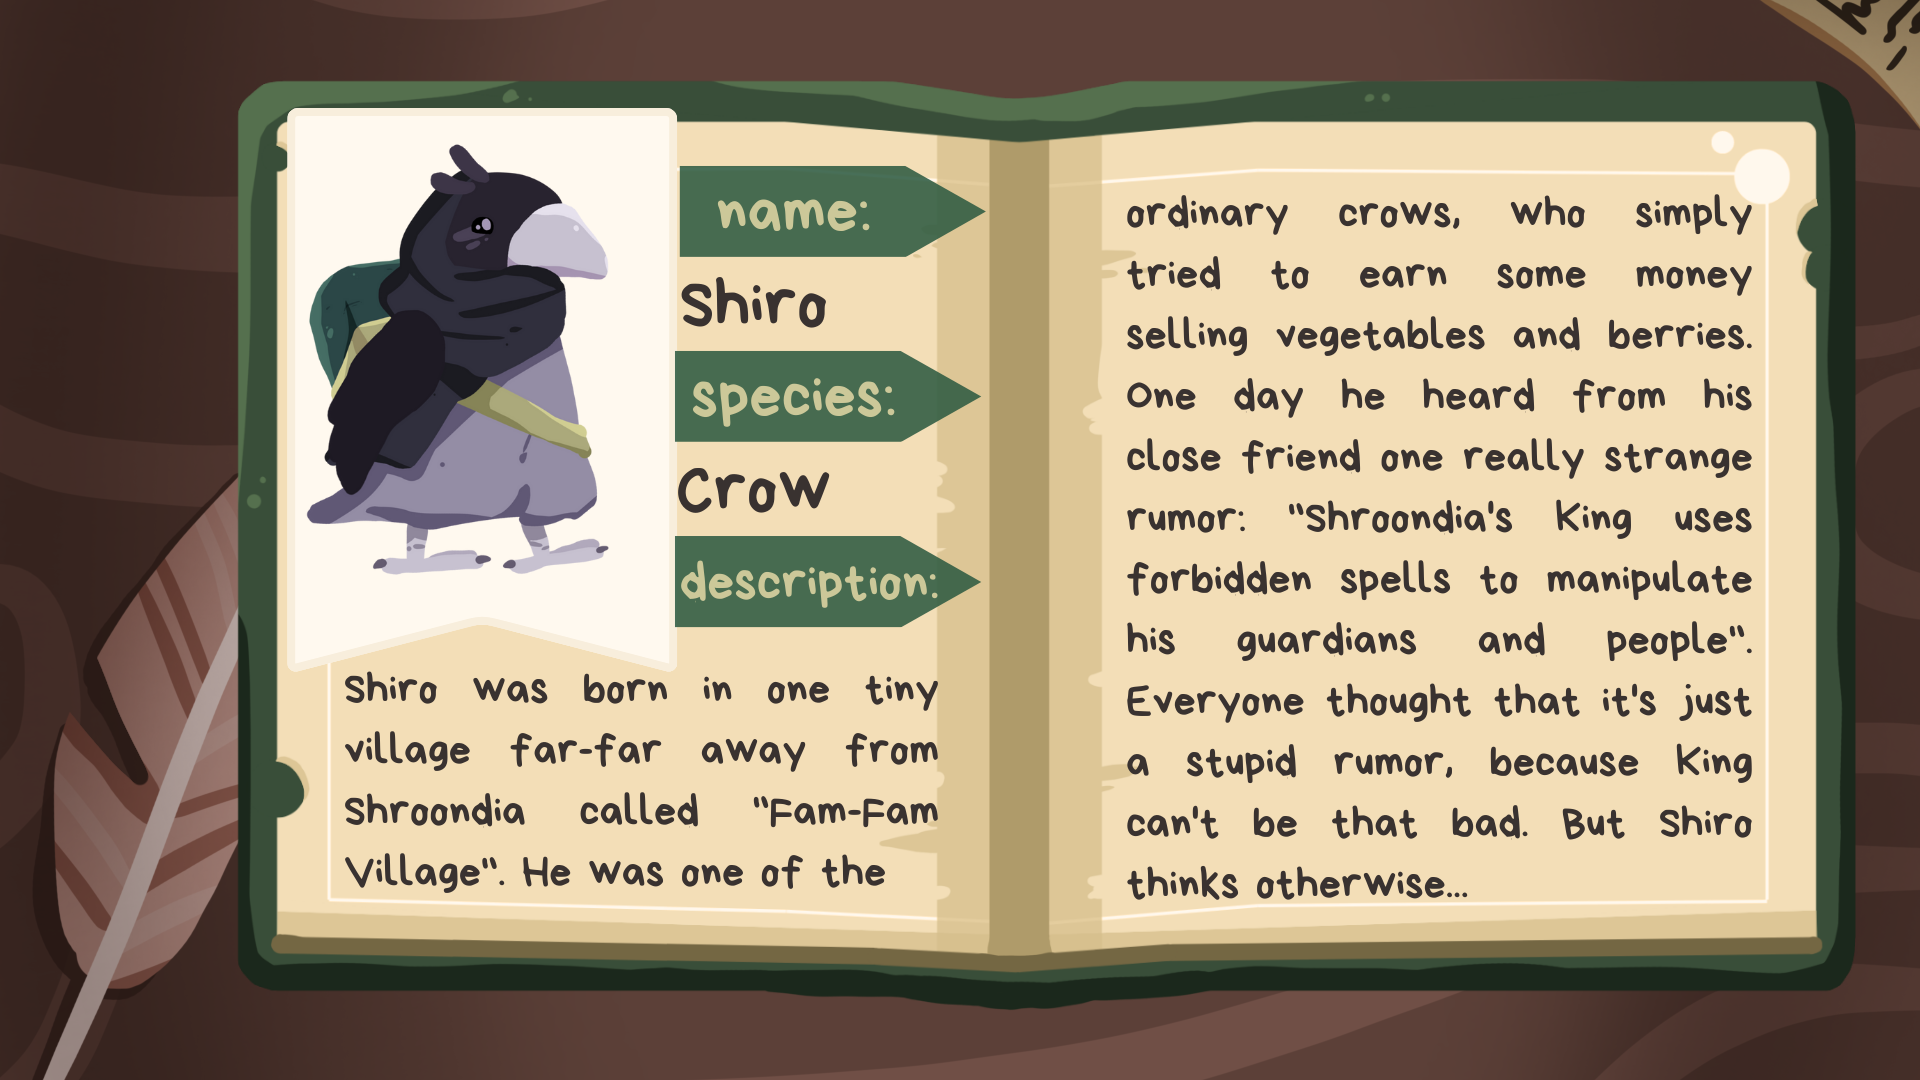 name:
Shiro
species:
Crow
description:
Shiro was born in one tiny
village far-far away from
Shroondia called "Fam-Fam
Village". He was one of the
ordinary crows, who simply
tried to earn some money
selling vegetables and berries.
One day he heard from his
close friend one really strange
rumor: "Shroondia's King uses
forbidden spells to manipulate
his guardians and people".
Everyone thought that it's just
a stupid rumor, because King
can't be that bad. But Shiro
thinks otherwise...